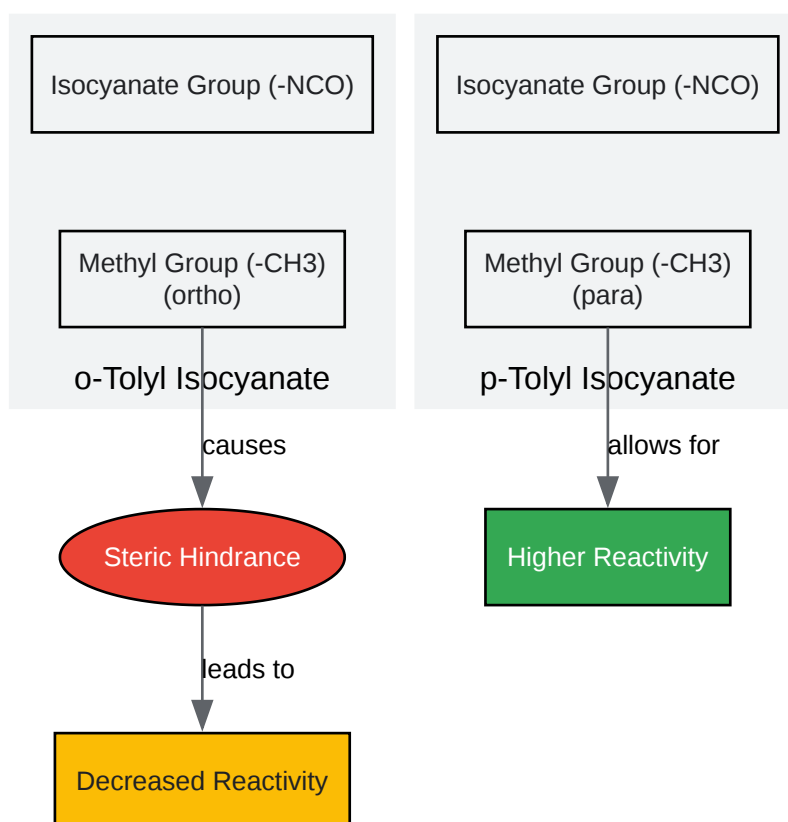 Isocyanate Group (-NCO)
Methyl Group (-CH3)
(ortho)
o-Tolyl Isocyanate
causes
Steric Hindrance
leads to
Decreased Reactivity
Isocyanate Group (-NCO)
Methyl Group (-CH3)
(para)
p-Tolyl Isocyanate
allows for
Higher Reactivity